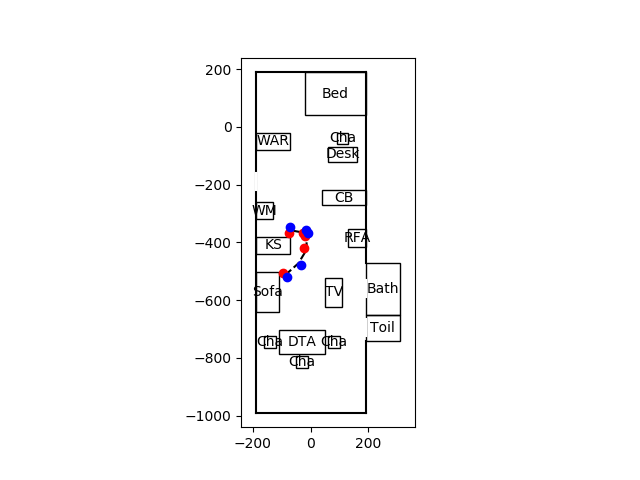 200
0
−200
−400
−600
−800
−1000
−200
0
200
Bed
WAR
Cha
Desk
CB
WM
KS
RFA
Sofa
TV
Bath
Toil
Cha
DTA
Cha
Cha